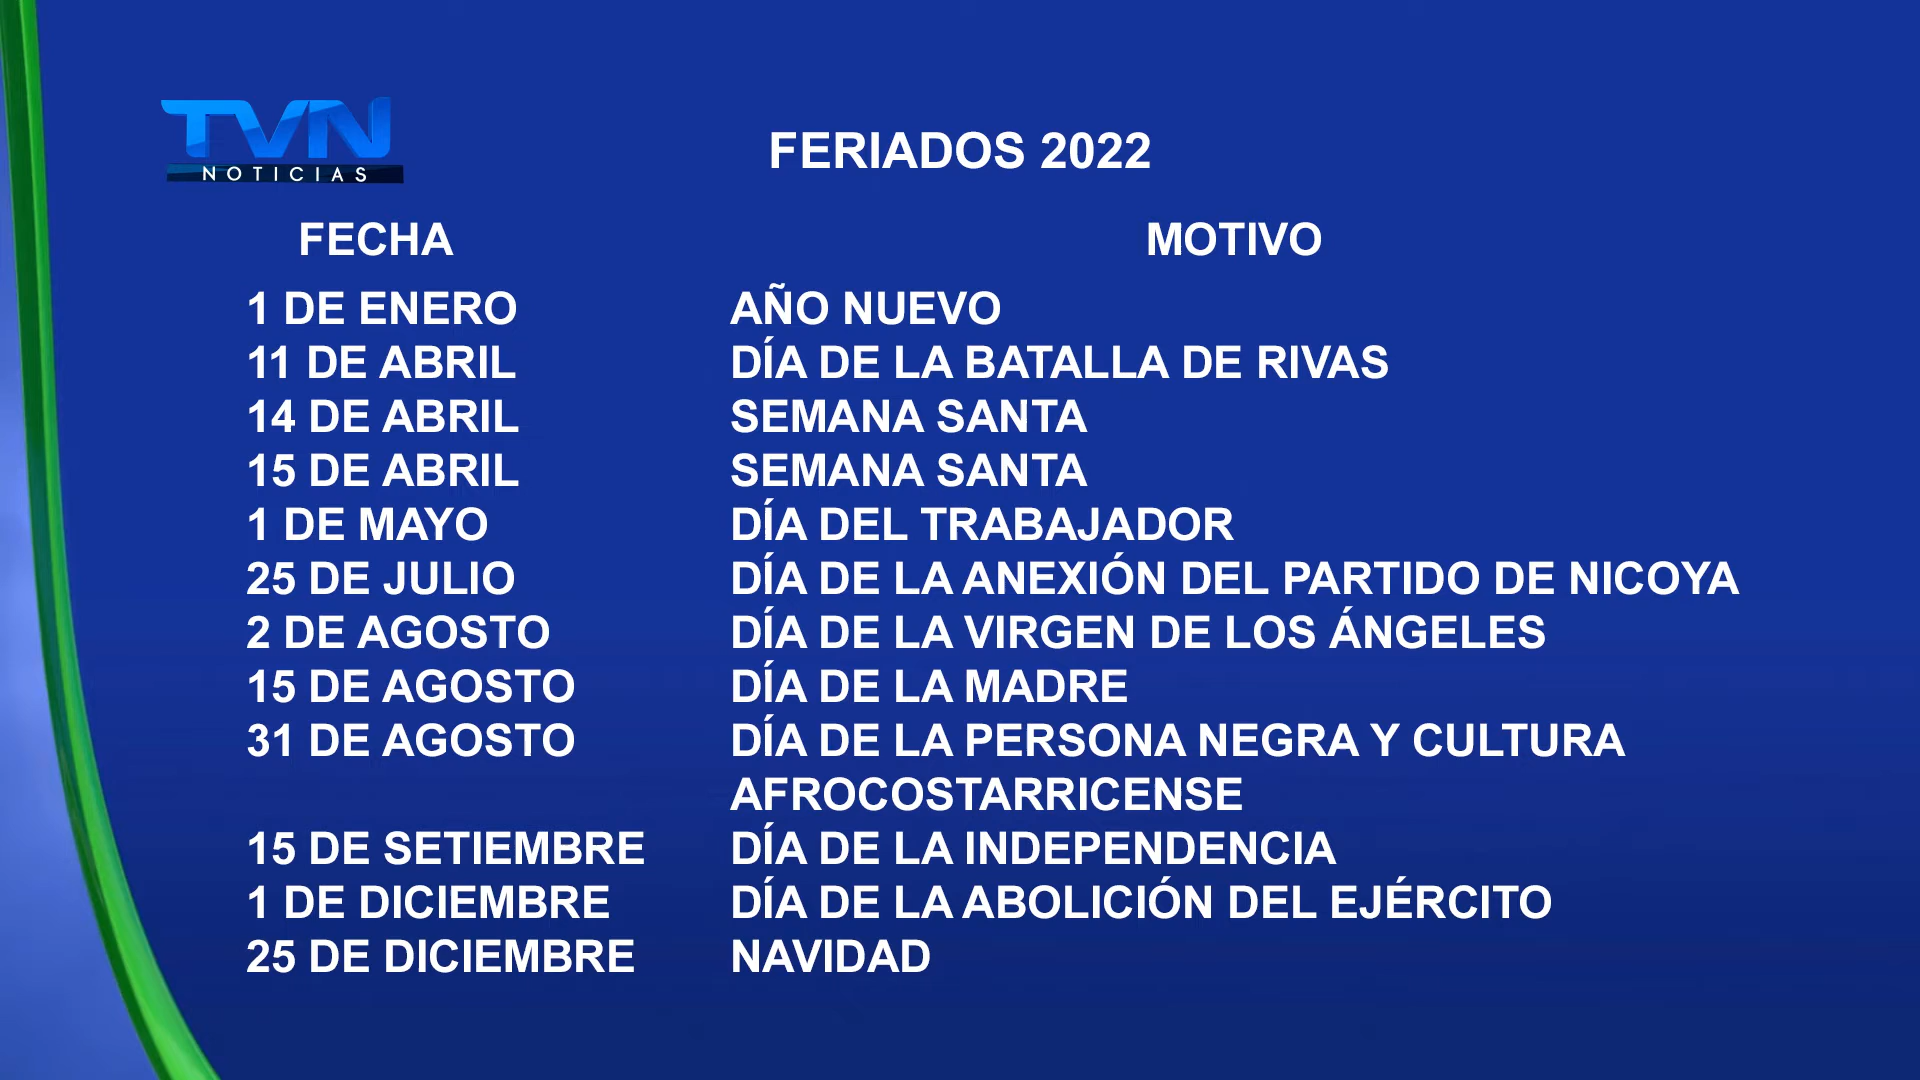 TVN
NOTICIAS
FERIADOS 2022
FECHA MOTIVO
1 DE ENERO AÑO NUEVO
11 DE ABRIL DÍA DE LA BATALLA DE RIVAS
14 DE ABRIL SEMANA SANTA
15 DE ABRIL SEMANA SANTA
1 DE MAYO DÍA DEL TRABAJADOR
25 DE JULIO DÍA DE LA ANEXIÓN DEL PARTIDO DE NICOYA
2 DE AGOSTO DÍA DE LA VIRGEN DE LOS ÁNGELES
15 DE AGOSTO DÍA DE LA MADRE
31 DE AGOSTO DÍA DE LA PERSONA NEGRA Y CULTURA
AFROCOSTARRICENSE
15 DE SETIEMBRE DÍA DE LA INDEPENDENCIA
1 DE DICIEMBRE DÍA DE LA ABOLICIÓN DEL EJÉRCITO
25 DE DICIEMBRE NAVIDAD